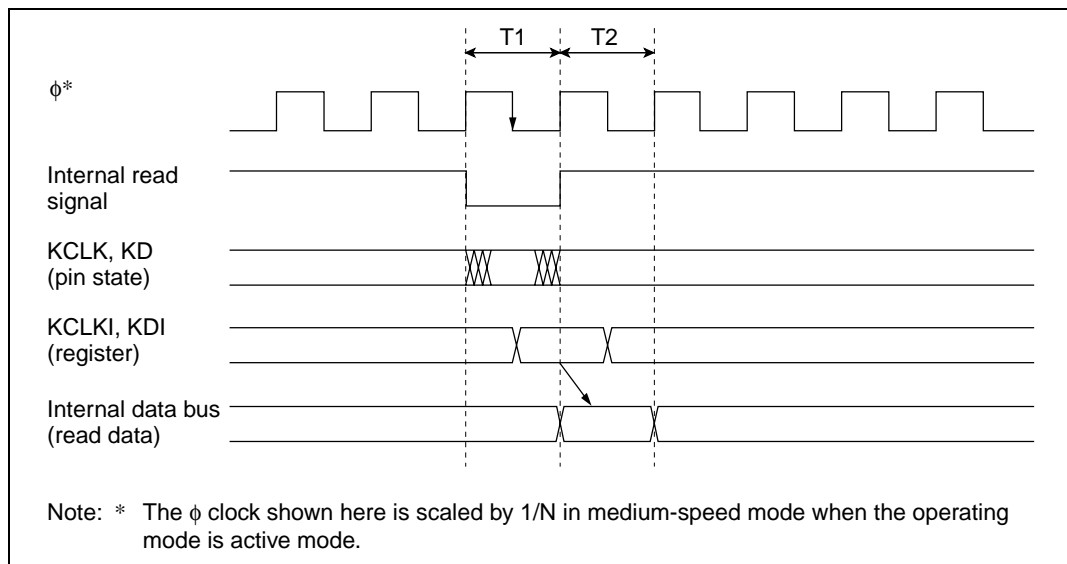 T1 T2
ϕ*
Internal read
signal
KCLK, KD
(pin state)
KCLKI, KDI
(register)
Internal data bus
(read data)
Note: * The ϕ clock shown here is scaled by 1/N in medium-speed mode when the operating
mode is active mode.